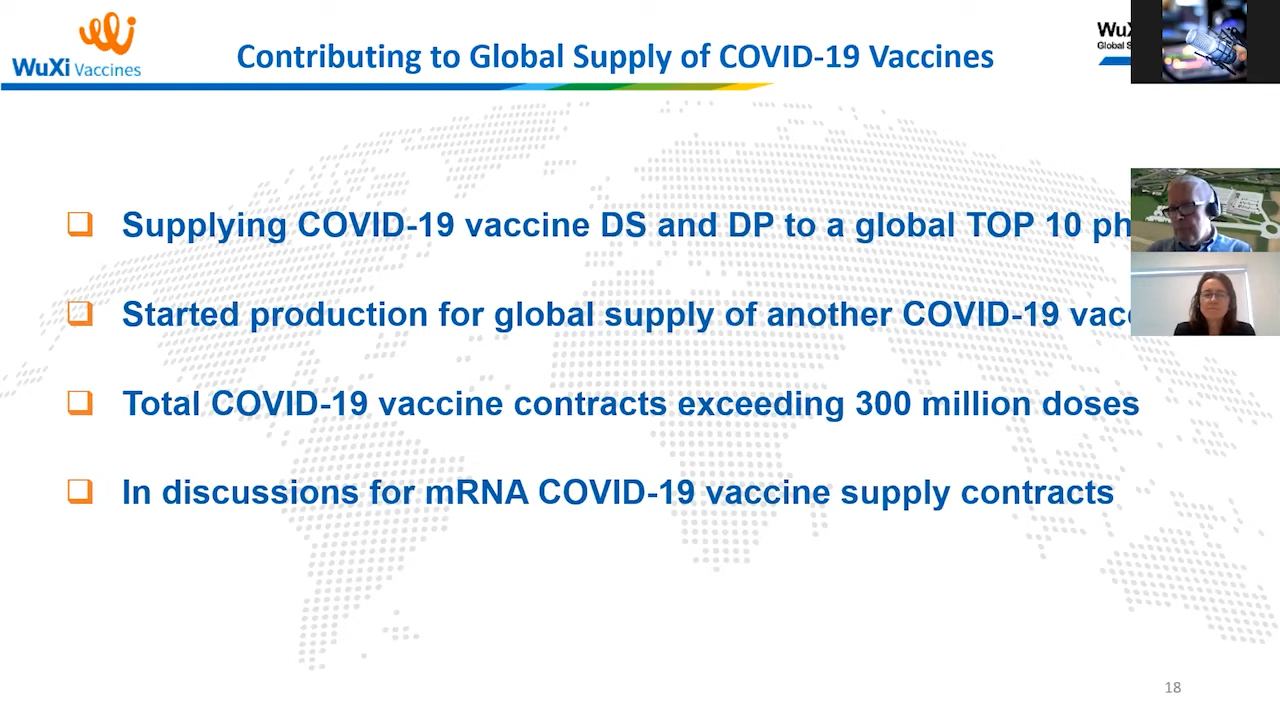 WuXi Vaccines
Contributing to Global Supply of COVID-19 Vaccines
Global
Supplying COVID-19 vaccine DS and DP to a global TOP 10
Started production for global supply of another COVID-19
Total COVID-19 vaccine contracts exceeding 300 million doses
In discussions for mRNA COVID-19 vaccine supply contracts
18